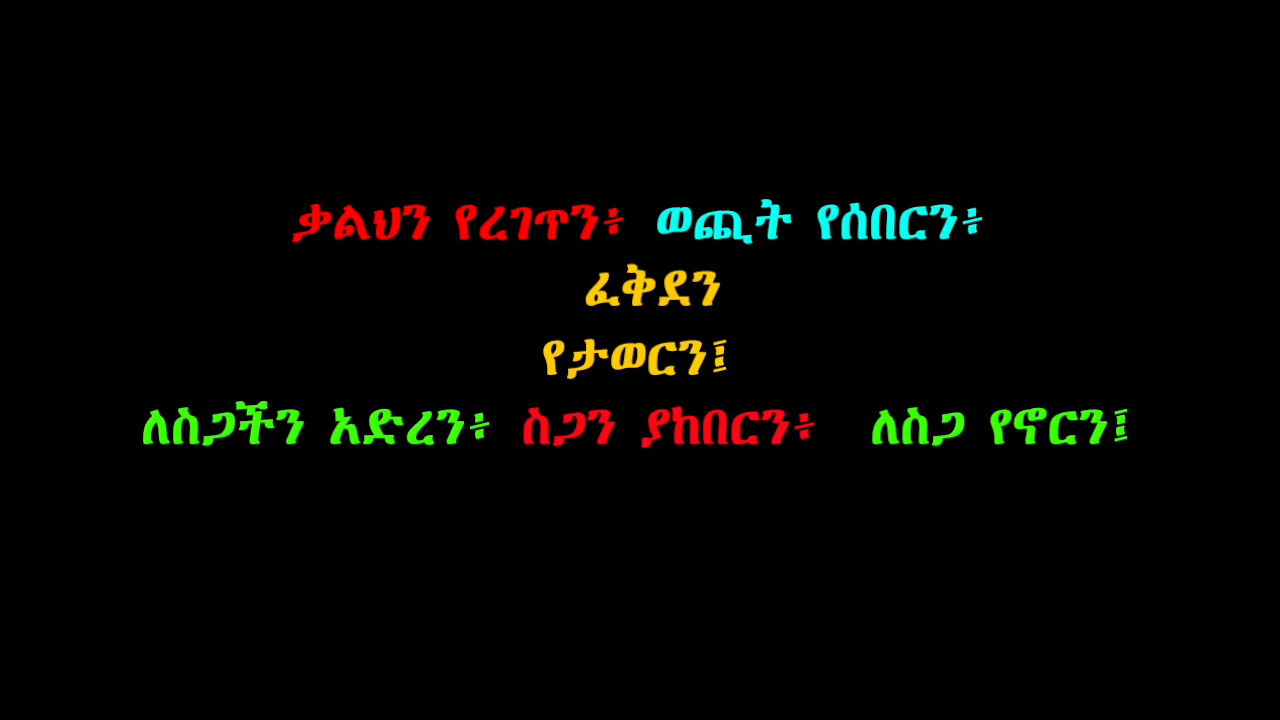 ቃልህን የረገጥን፥ ወጪት የሰበርን፥
ፈቅደን
የታወርን፤
ለስጋችን አድረን፥ ስጋን ያከበርን፥ ለስጋ የኖርን፤